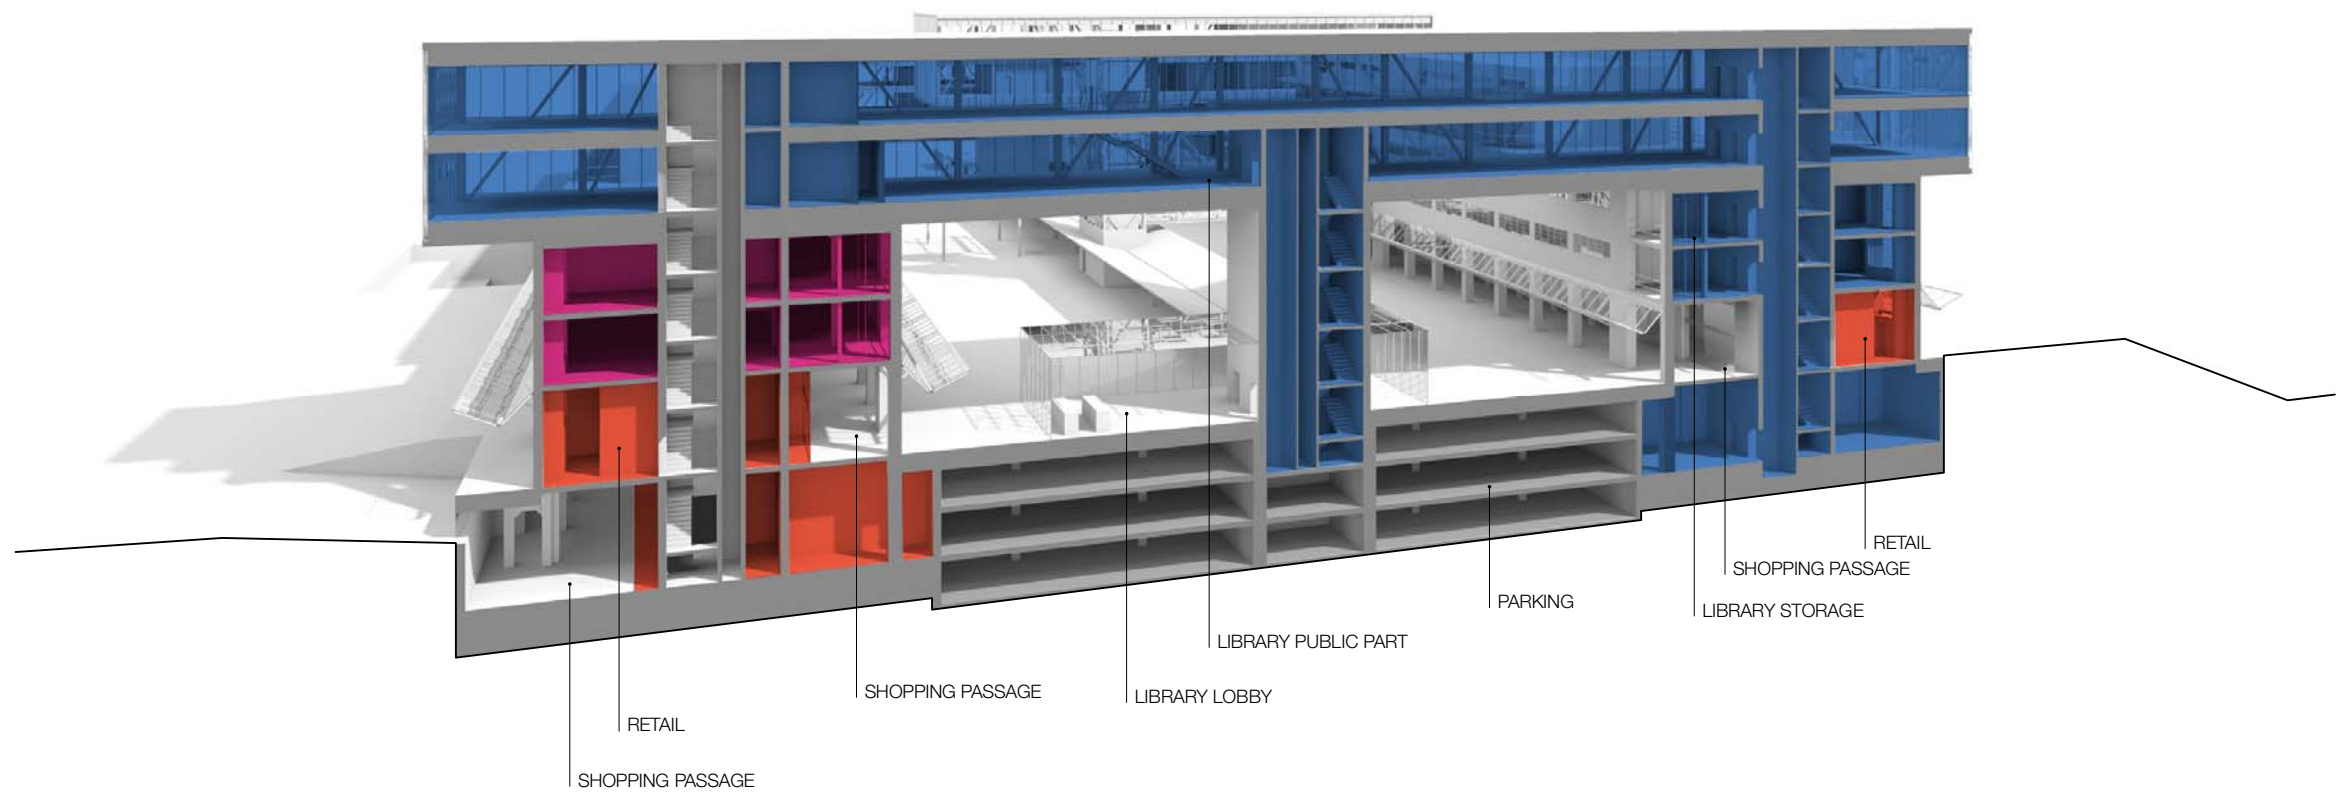 RETAIL
SHOPPING PASSAGE
PARKING
LIBRARY STORAGE
LIBRARY PUBLIC PART
SHOPPING PASSAGE
LIBRARY LOBBY
RETAIL
SHOPPING PASSAGE